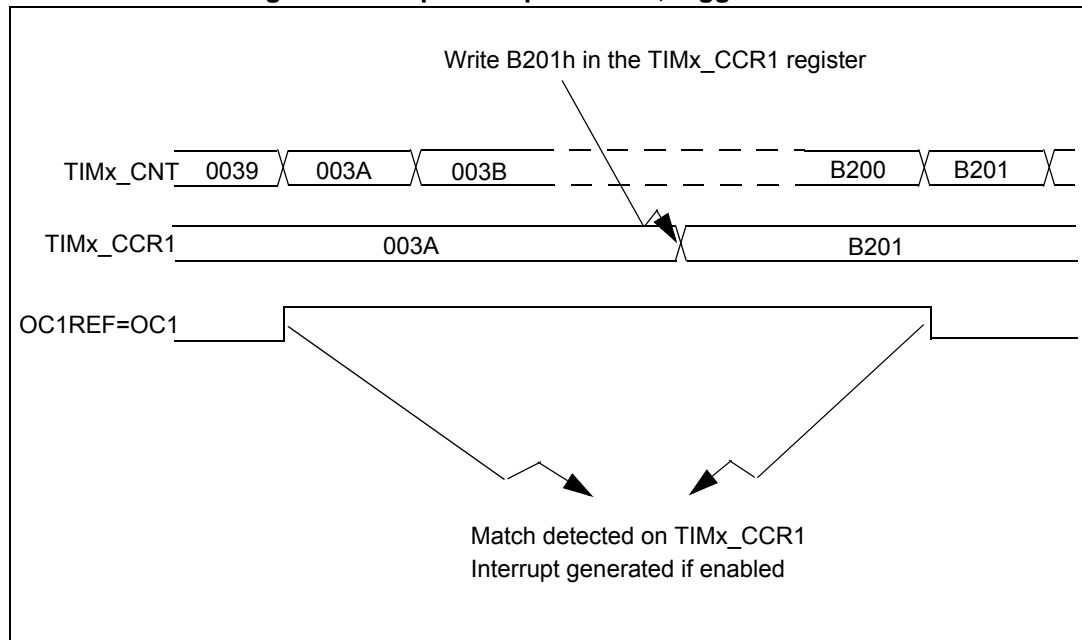 Write B201h in the TIMx_CCR1 register
TIMx_CNT 0039 003A 003B B200 B201
TIMx_CCR1 003A B201
OC1REF=OC1
Match detected on TIMx_CCR1
Interrupt generated if enabled